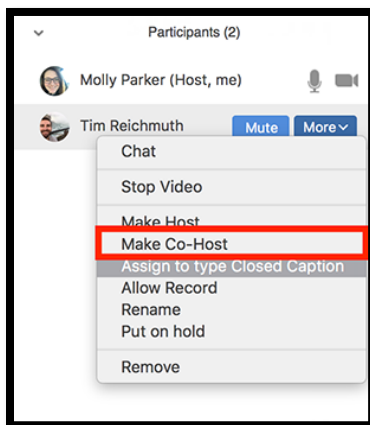 Participants (2)
Molly Parker (Host, me)
Tim Reichmuth Mute More
Chat
Stop Video
Make Host
Make Co-Host
Assign to type Closed Caption
Allow Record
Rename
Put on hold
Remove